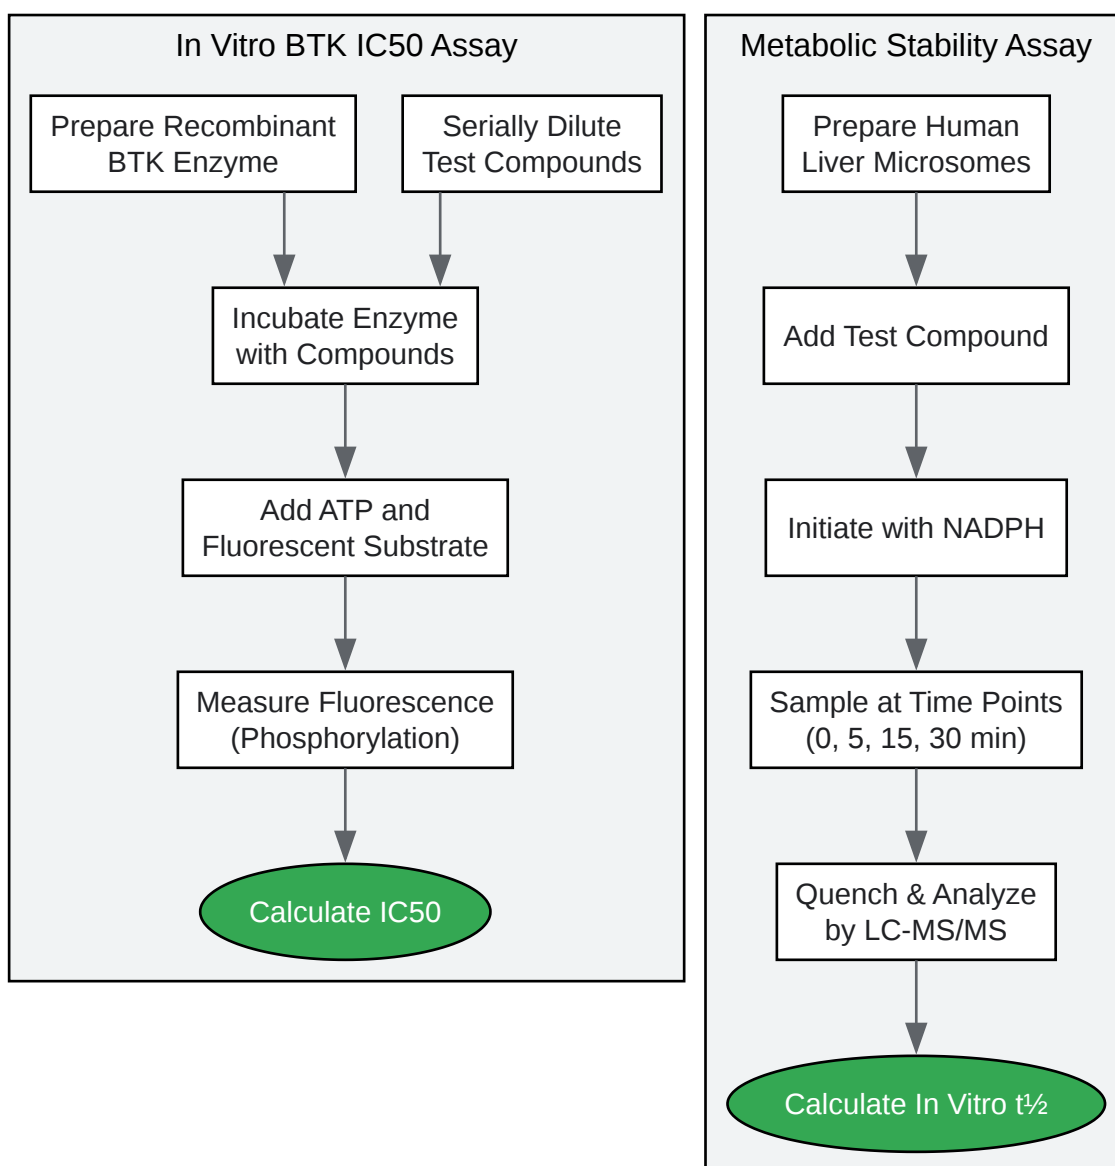 In Vitro BTK IC50 Assay
Prepare Recombinant
BTK Enzyme
Serially Dilute
Test Compounds
Incubate Enzyme
with Compounds
Add ATP and
Fluorescent Substrate
Measure Fluorescence
(Phosphorylation)
Calculate IC50
Metabolic Stability Assay
Prepare Human
Liver Microsomes
Add Test Compound
Initiate with NADPH
Sample at Time Points
(0, 5, 15, 30 min)
Quench & Analyze
by LC-MS/MS
Calculate In Vitro t½